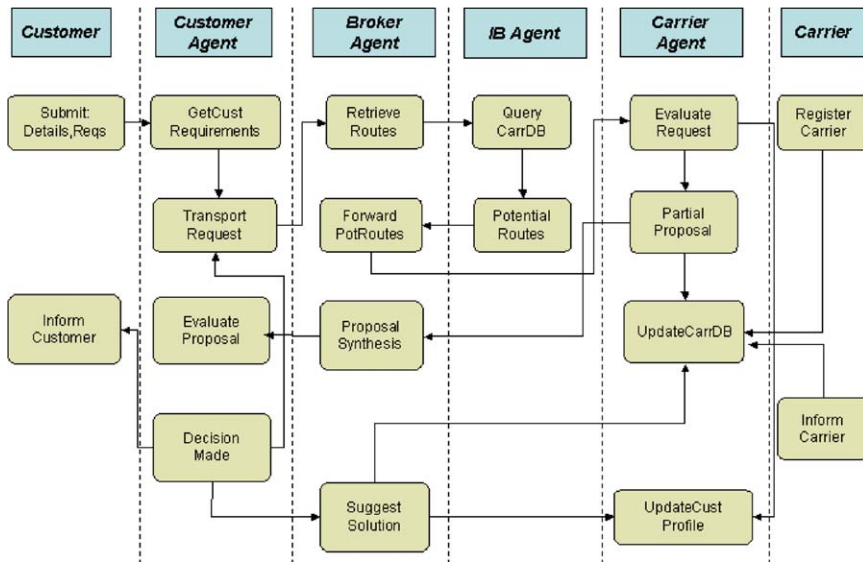 Customer
Customer
Agent
Broker
Agent
IB Agent
Carrier
Agent
Carrier
Submit:
Details,Reqs
GetCust
Requirements
Retrieve
Routes
Query
CarrDB
Evaluate
Request
Register
Carrier
Transport
Request
Forward
PotRoutes
Potential
Routes
Partial
Proposal
Inform
Customer
Evaluate
Proposal
Proposal
Synthesis
UpdateCarrDB
Inform
Carrier
Decision
Made
Suggest
Solution
UpdateCust
Profile